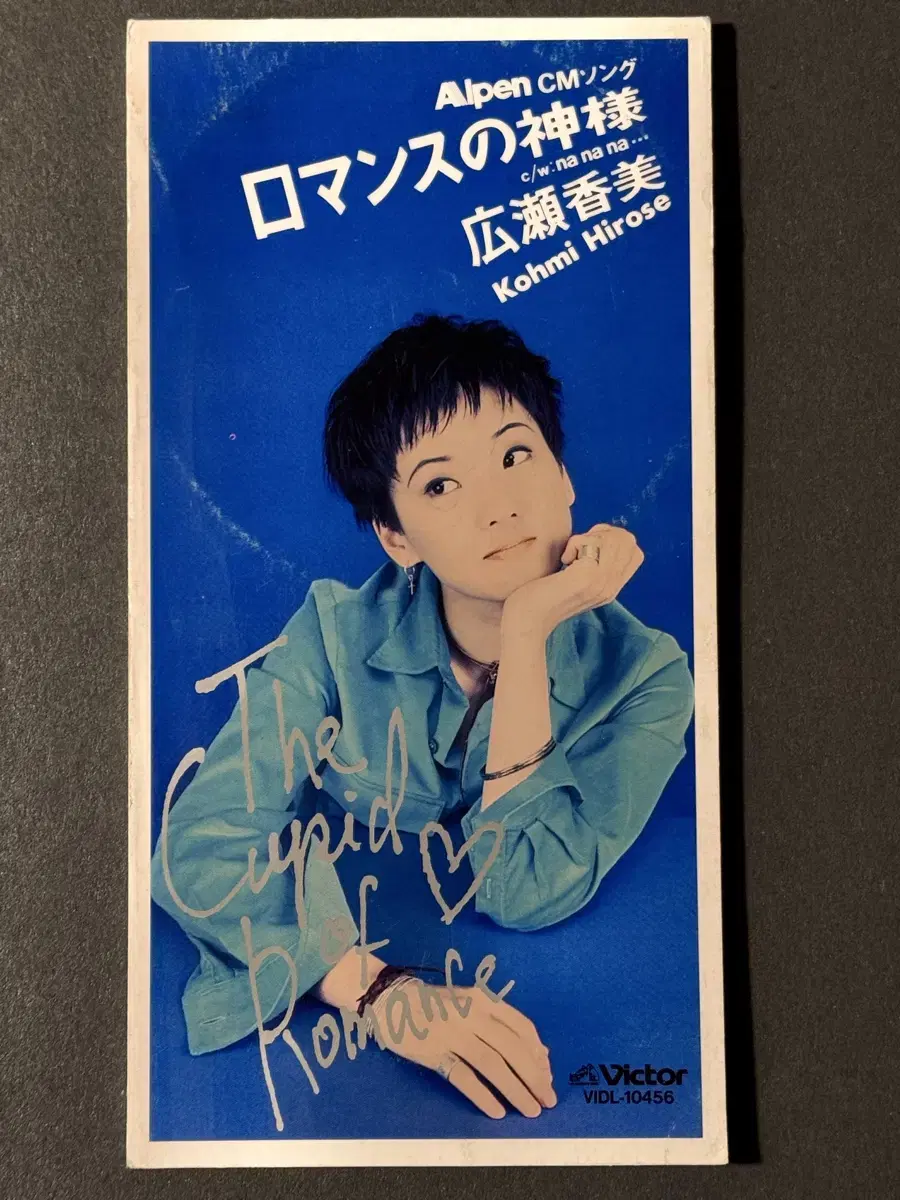 Alpen CMソング
ロマンスの神様
c/w: na na na…
広瀬香美
Kohmi Hirose
The
Cupid
of
Romance
Victor
VIDL-10456